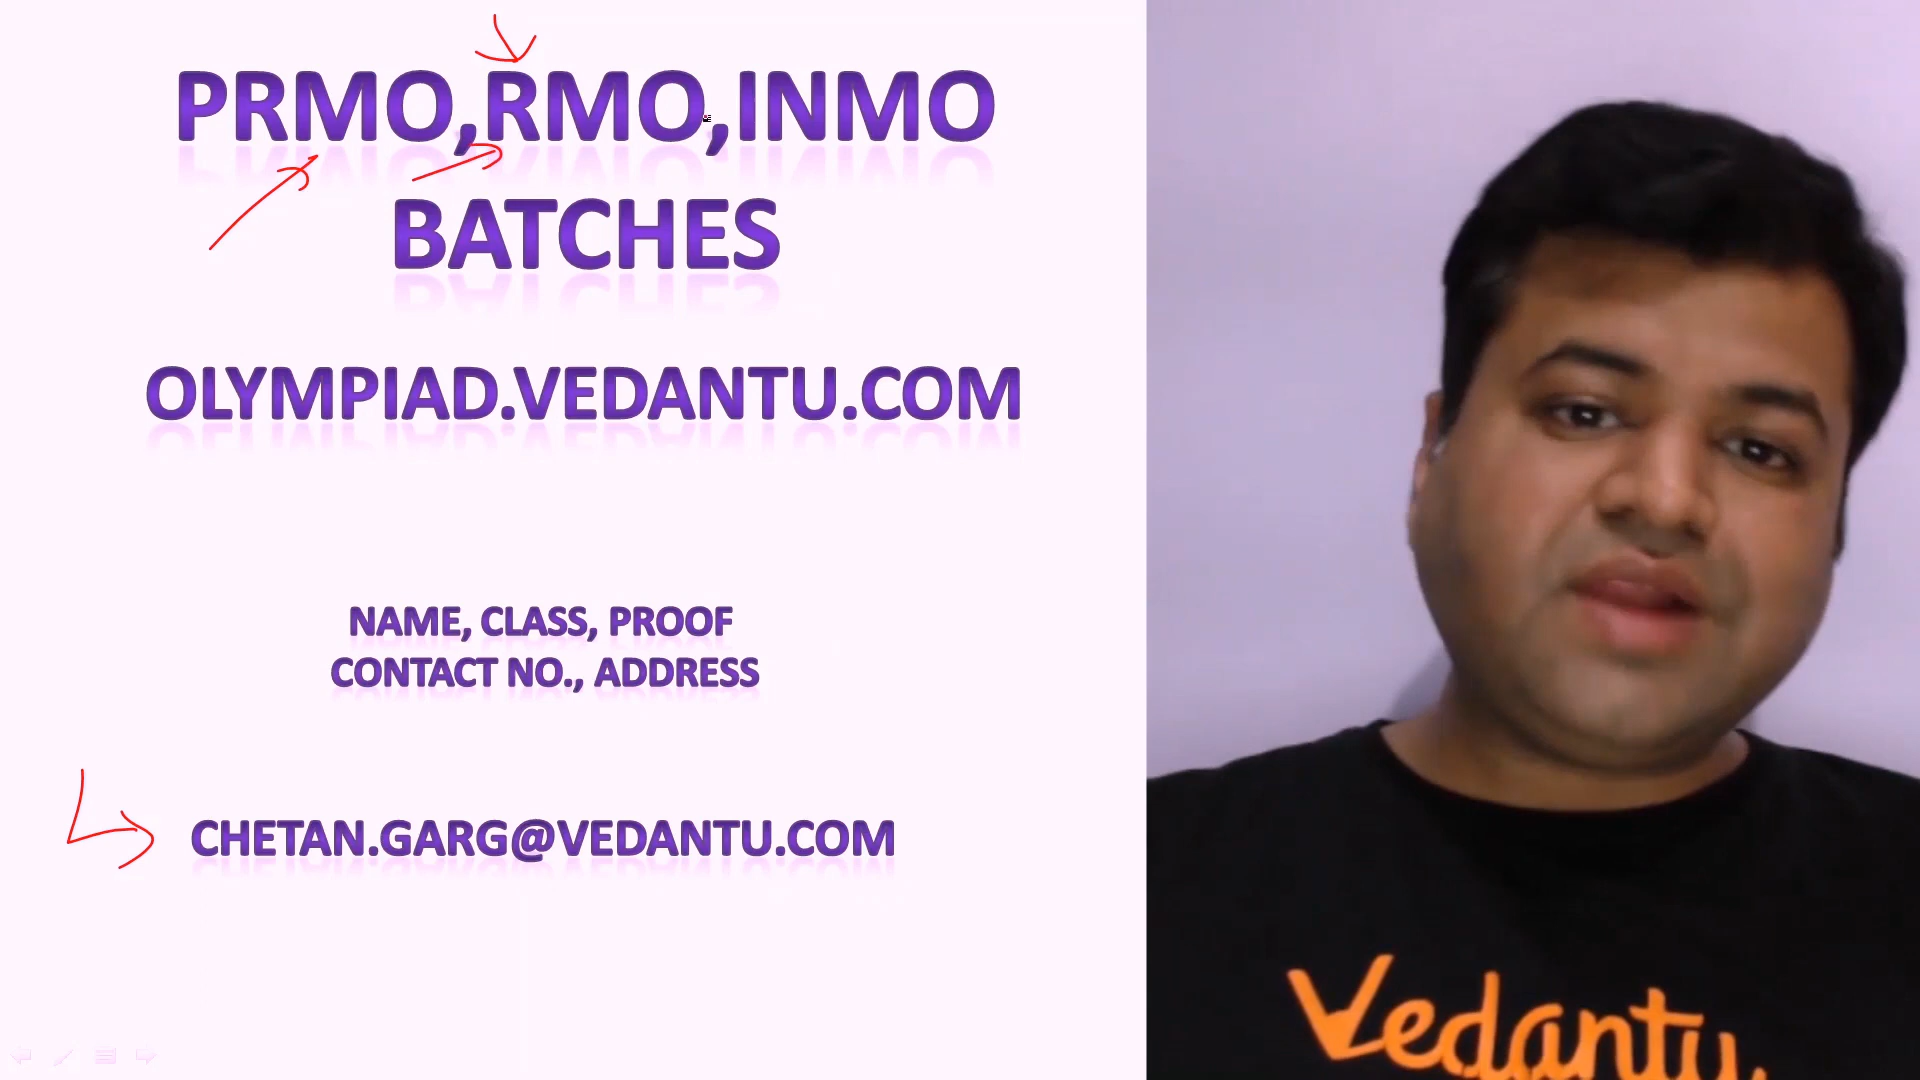 PRMO,RMO,INMO
BATCHES
OLYMPIAD.VEDANTU.COM
NAME, CLASS, PROOF
CONTACT NO., ADDRESS
CHETAN.GARG@VEDANTU.COM
Vedantu